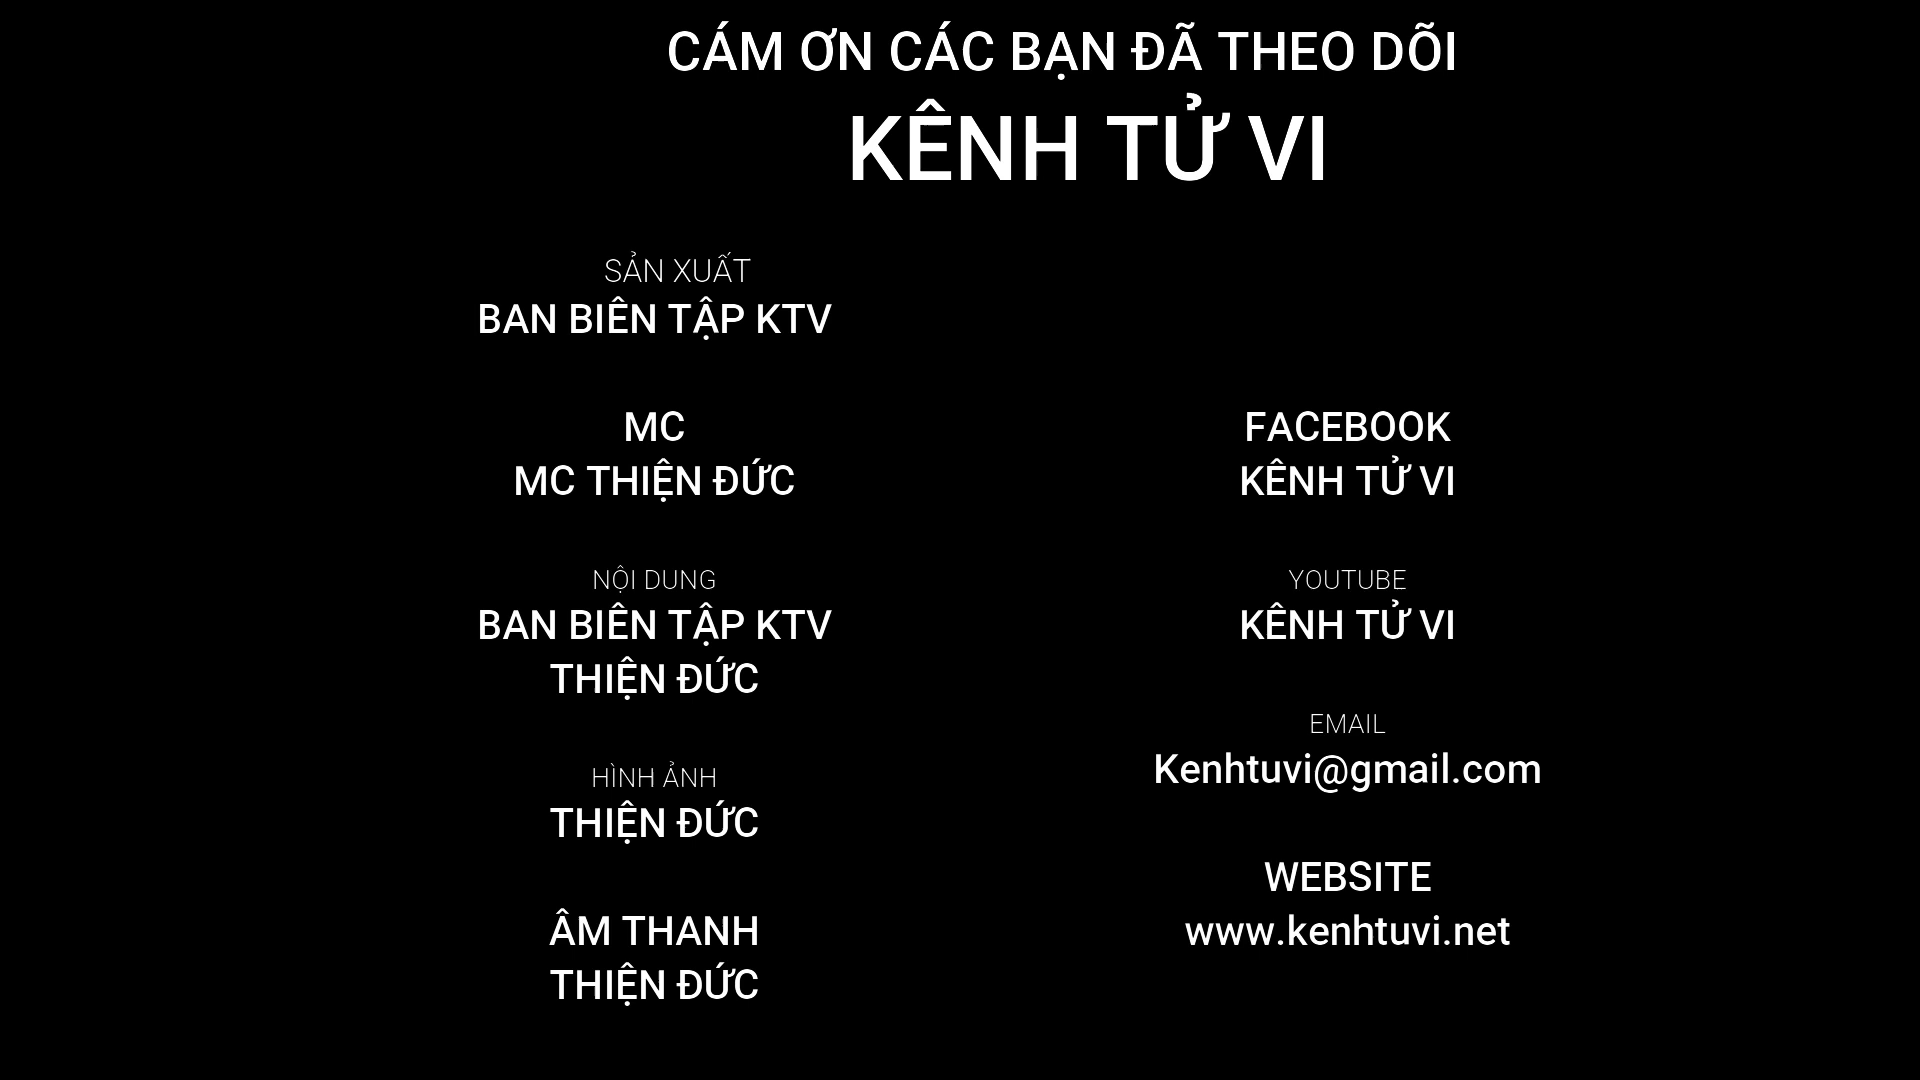 CÁM ƠN CÁC BẠN ĐÃ THEO DÕI
KÊNH TỬ VI
SẢN XUẤT
BAN BIÊN TẬP KTV
MC
MC THIỆN ĐỨC
NỘI DUNG
BAN BIÊN TẬP KTV
THIỆN ĐỨC
HÌNH ẢNH
THIỆN ĐỨC
ÂM THANH
THIỆN ĐỨC
FACEBOOK
KÊNH TỬ VI
YOUTUBE
KÊNH TỬ VI
EMAIL
Kenhtuvi@gmail.com
WEBSITE
www.kenhtuvi.net